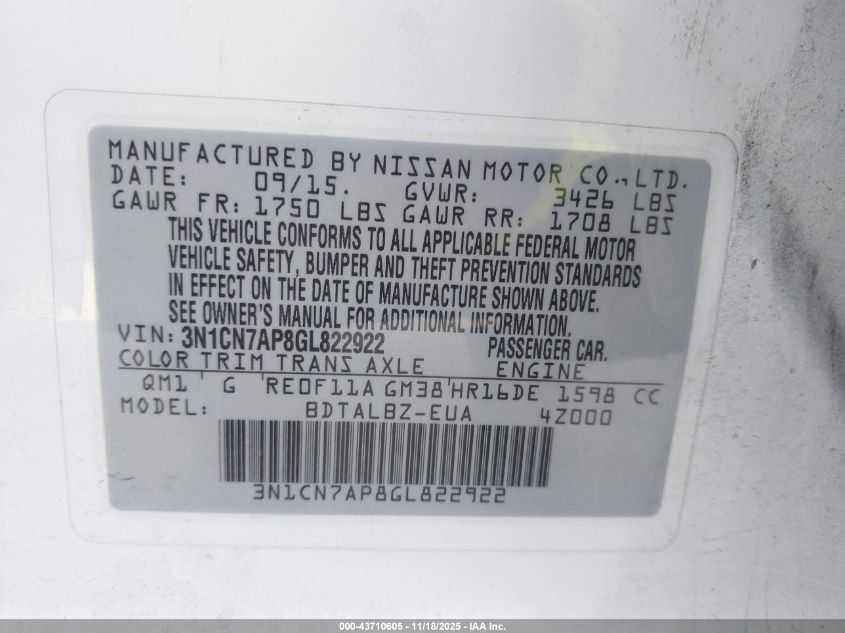 MANUFACTURED BY NISSAN MOTOR CO., LTD.
DATE: 09/15. GVWR: 3426 LBS
GAWR FR: 1750 LBS GAWR RR: 1708 LBS
THIS VEHICLE CONFORMS TO ALL APPLICABLE FEDERAL MOTOR
VEHICLE SAFETY, BUMPER AND THEFT PREVENTION STANDARDS
IN EFFECT ON THE DATE OF MANUFACTURE SHOWN ABOVE.
SEE OWNER'S MANUAL FOR ADDITIONAL INFORMATION.
VIN: 3N1CN7AP8GL822922 PASSENGER CAR.
COLOR TRIM TRANS AXLE ENGINE
QM1 G RE0F11A GM38 HR16DE 1598 CC
MODEL: BDTALBZ-EUA 4Z000
3N1CN7AP8GL822922
000-43710605 - 11/18/2025 - IAA Inc.